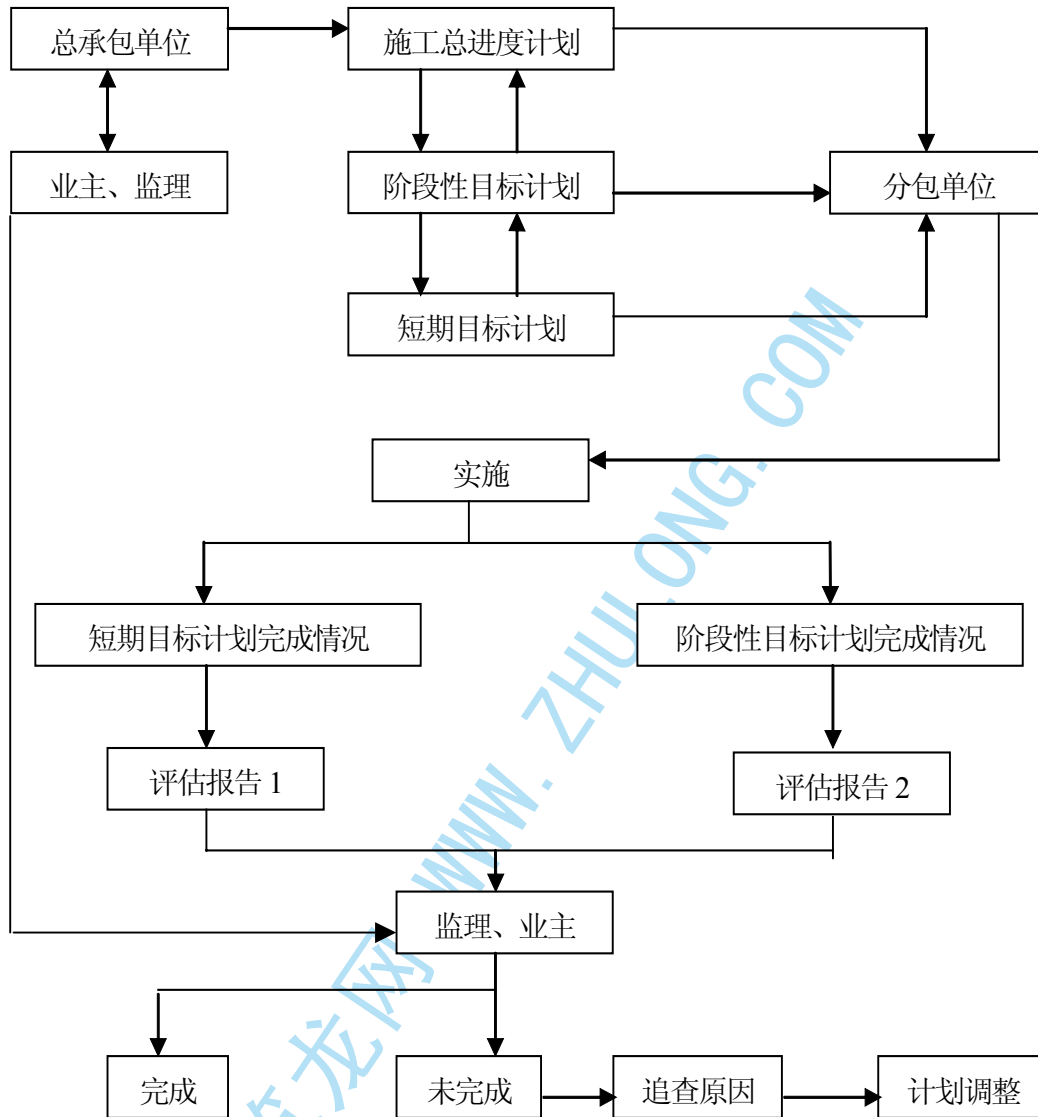 总承包单位
施工总进度计划
业主、监理
阶段性目标计划
分包单位
短期目标计划
实施
短期目标计划完成情况
阶段性目标计划完成情况
评估报告 1
评估报告 2
监理、业主
完成
未完成
追查原因
计划调整
龙网 WWW. ZHULONG. COM